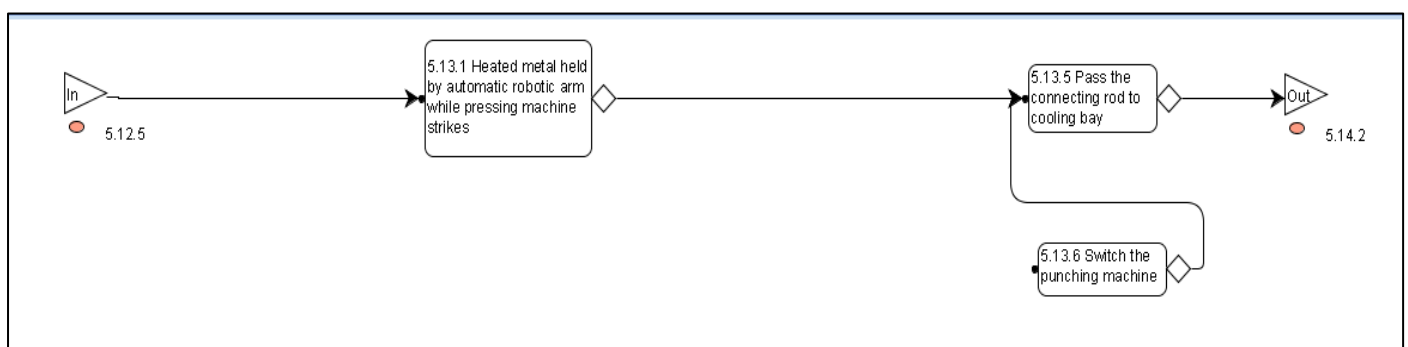 In
5.12.5
5.13.1 Heated metal held
by automatic robotic arm
while pressing machine
strikes
5.13.5 Pass the
connecting rod to
cooling bay
Out
5.14.2
5.13.6 Switch the
punching machine